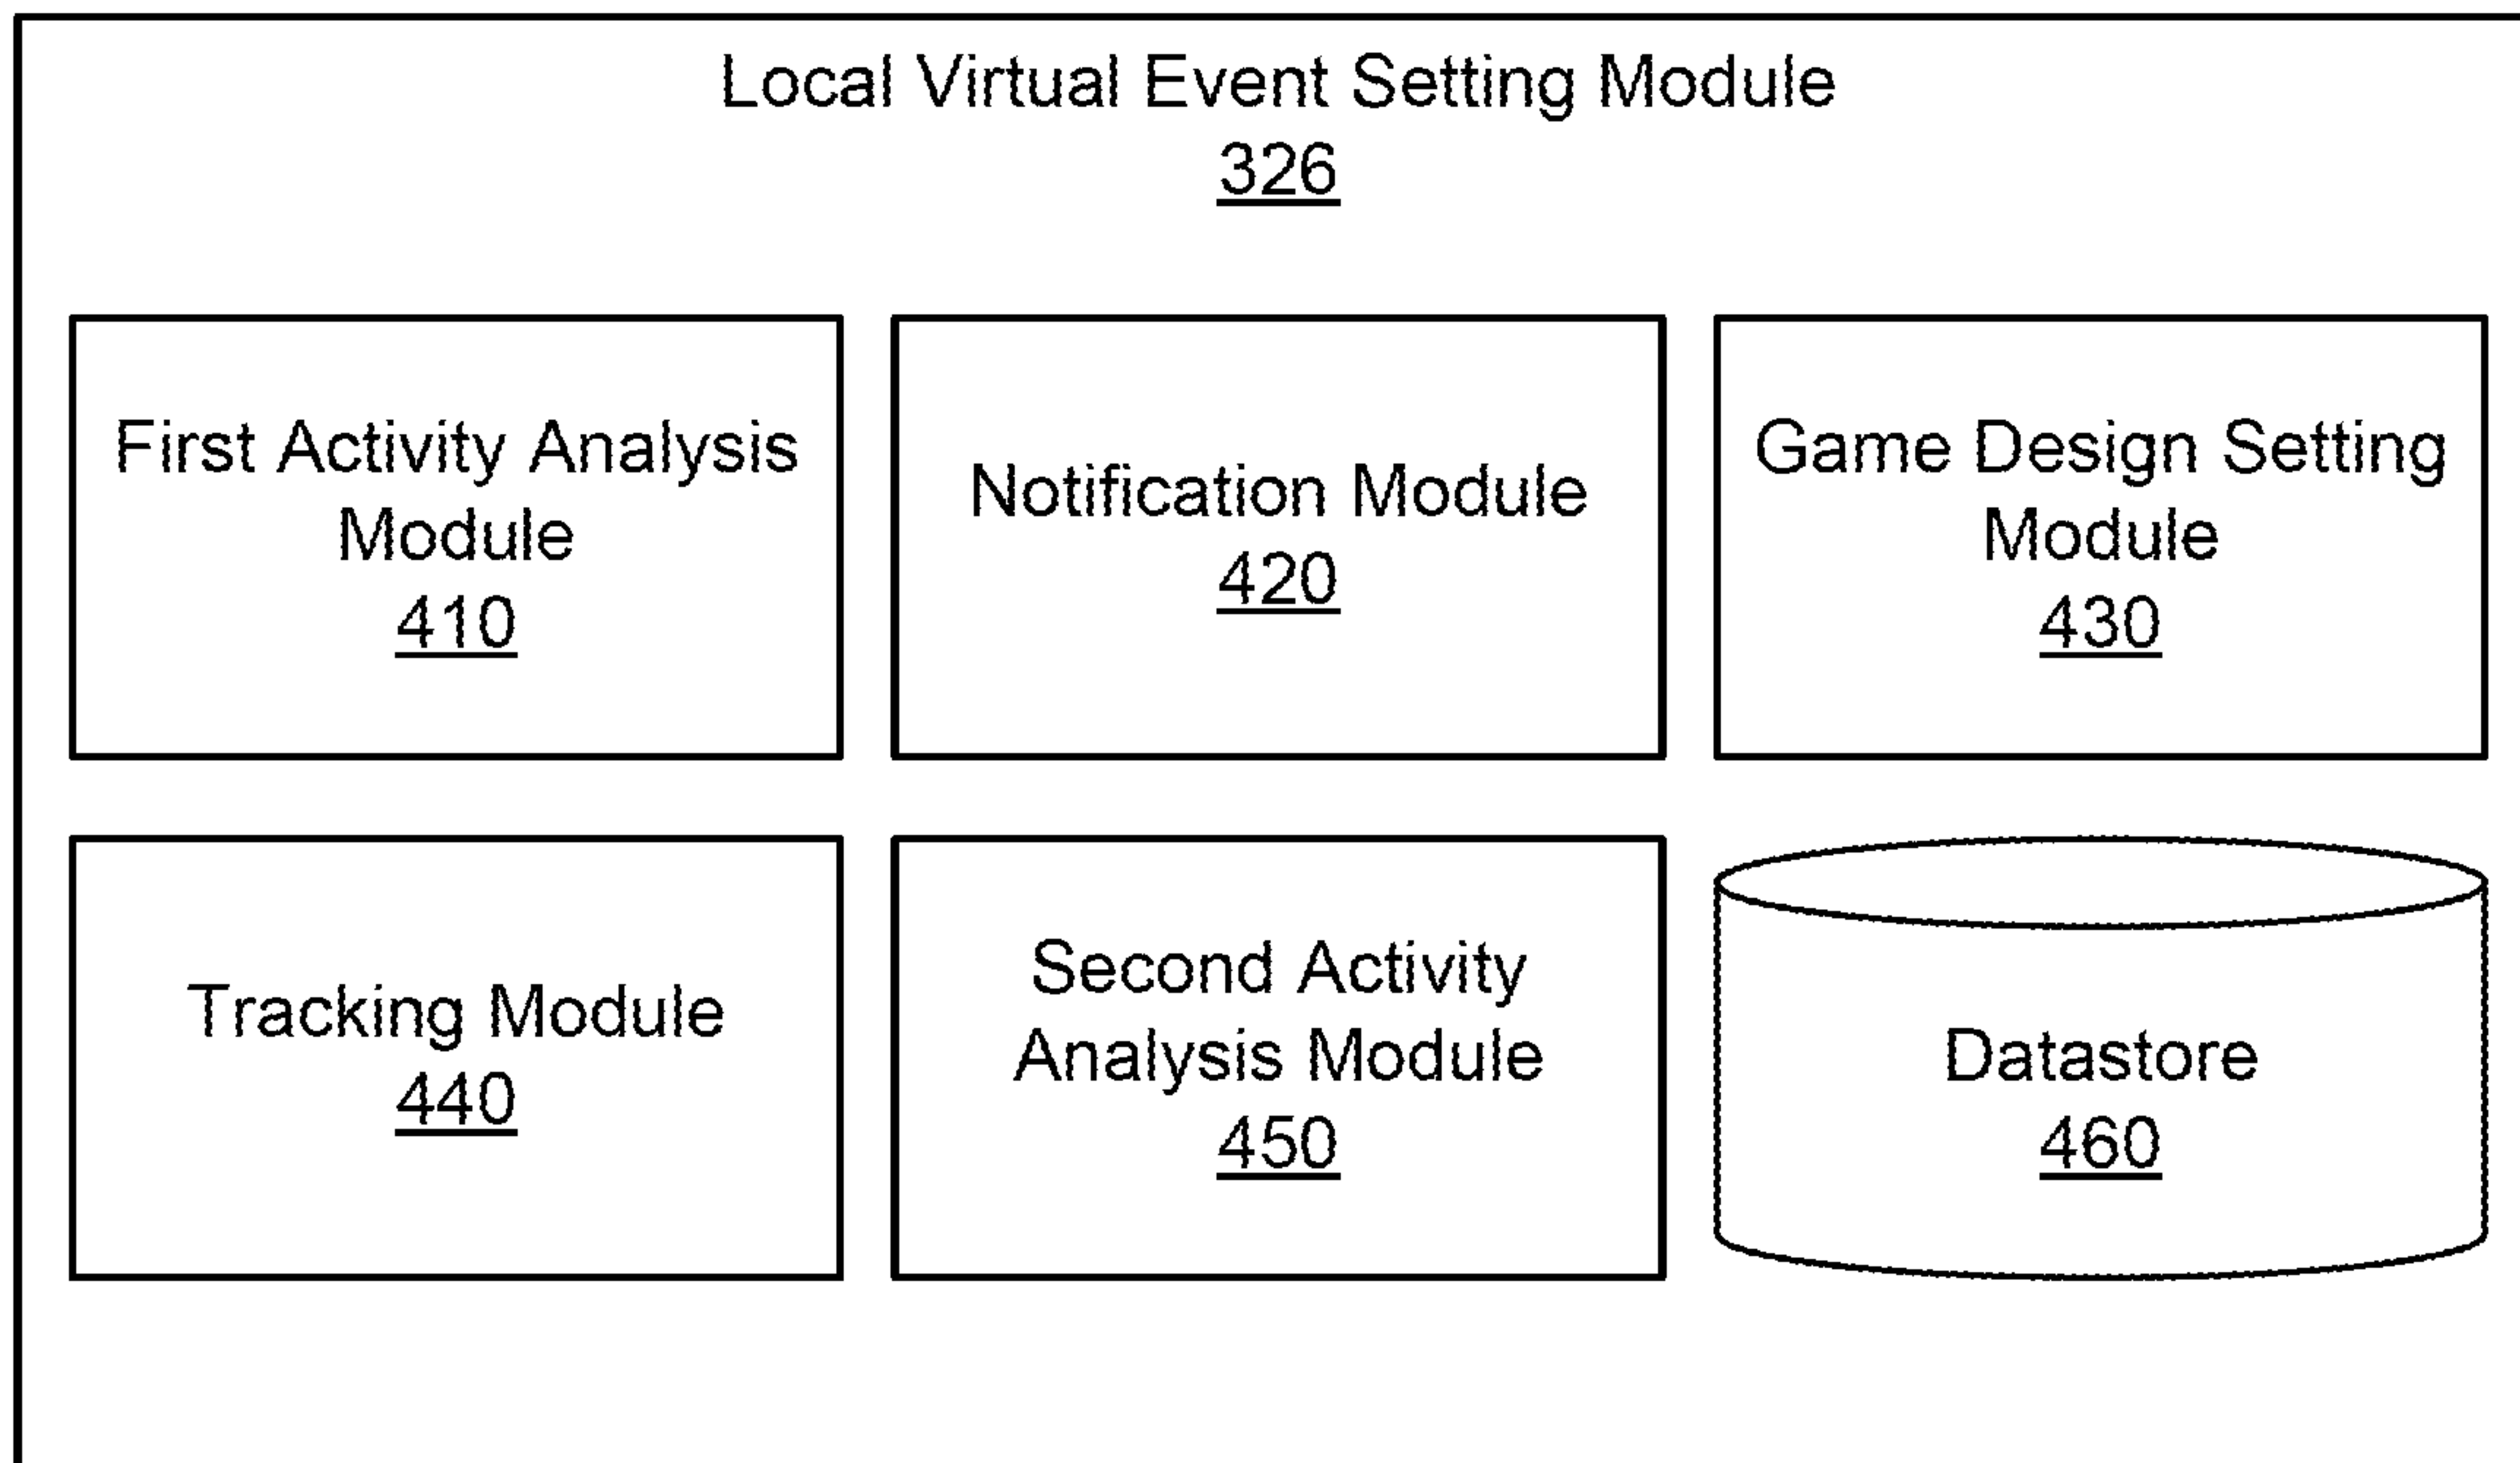 Local Virtual Event Setting Module
326
First Activity Analysis
Module
410
Notification Module
420
Game Design Setting
Module
430
Tracking Module
440
Second Activity
Analysis Module
450
Datastore
460